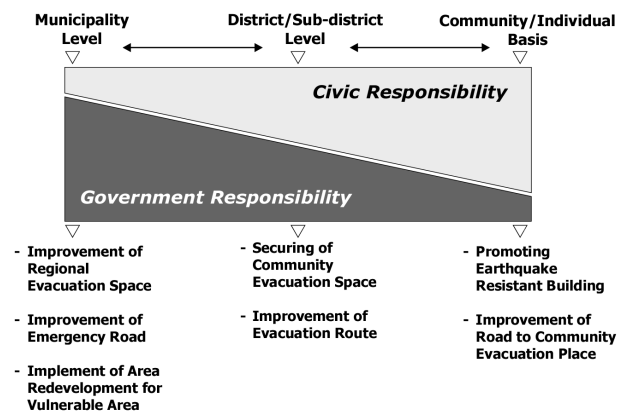 Municipality
Level
District/Sub-district
Level
Community/Individual
Basis
Civic Responsibility
Government Responsibility
- Improvement of
Regional
Evacuation Space
- Improvement of
Emergency Road
- Implement of Area
Redevelopment for
Vulnerable Area
- Securing of
Community
Evacuation Space
- Improvement of
Evacuation Route
- Promoting
Earthquake
Resistant Building
- Improvement of
Road to Community
Evacuation Place